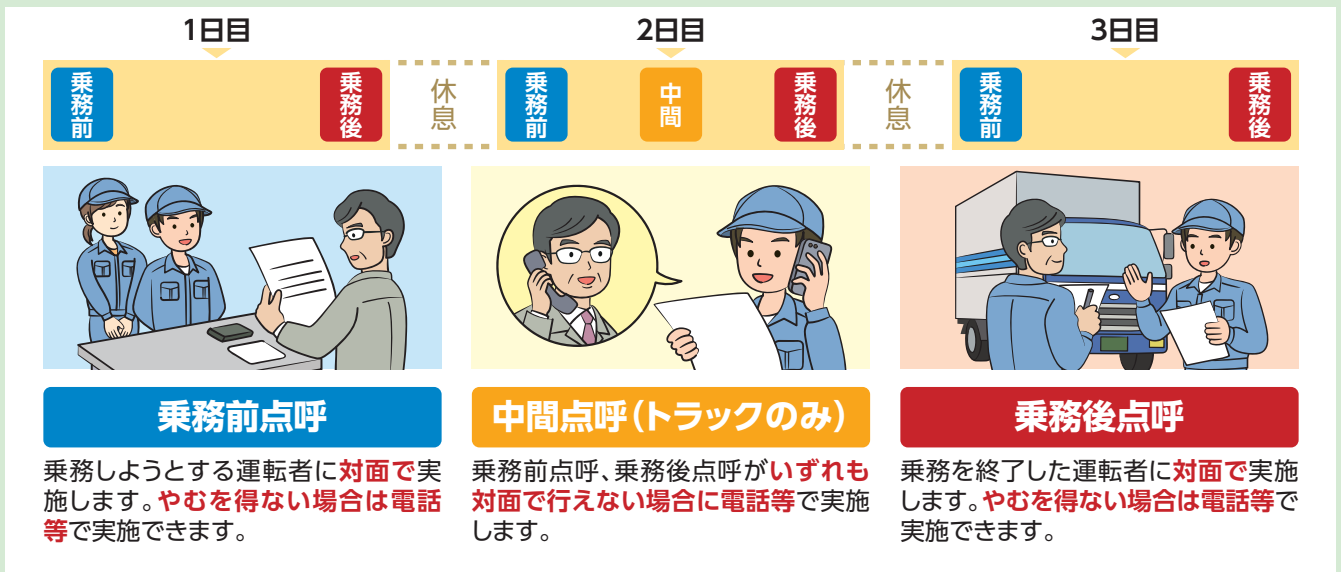 1日目
2日目
3日目
乗務前
乗務後
休息
乗務前
中間
乗務後
休息
乗務前
乗務後
乗務前点呼
乗務しようとする運転者に対面で実
施します。やむを得ない場合は電話
等で実施できます。
中間点呼(トラックのみ)
乗務前点呼、乗務後点呼がいずれも
対面で行えない場合に電話等で実施
します。
乗務後点呼
乗務を終了した運転者に対面で実施
します。やむを得ない場合は電話等で
実施できます。